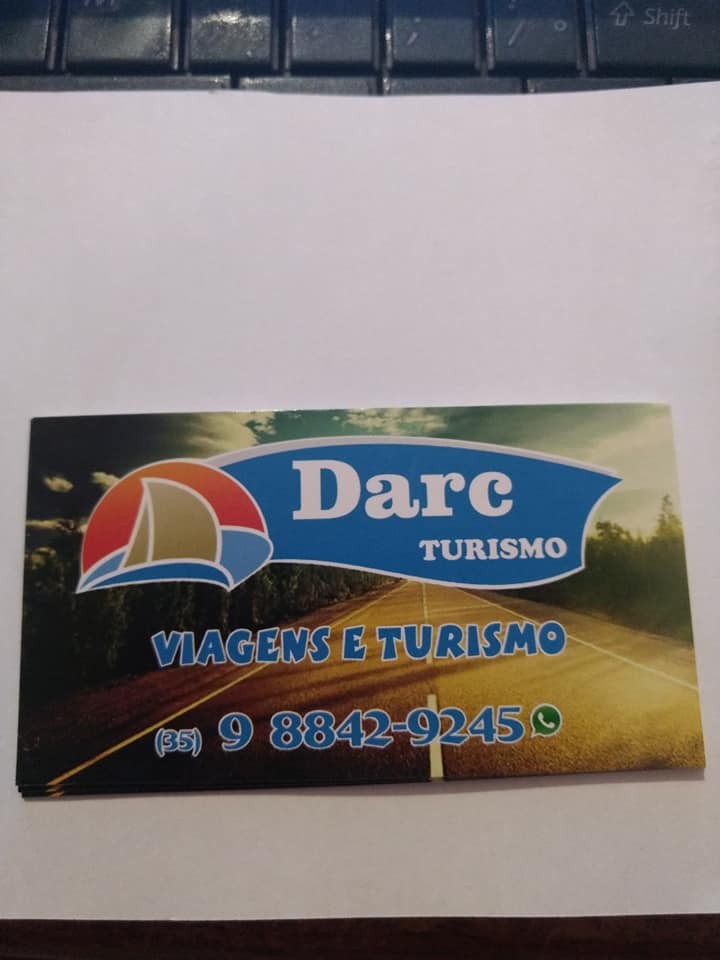 Shift
Darc
TURISMO
VIAGENS E TURISMO
(35) 9 8842-9245